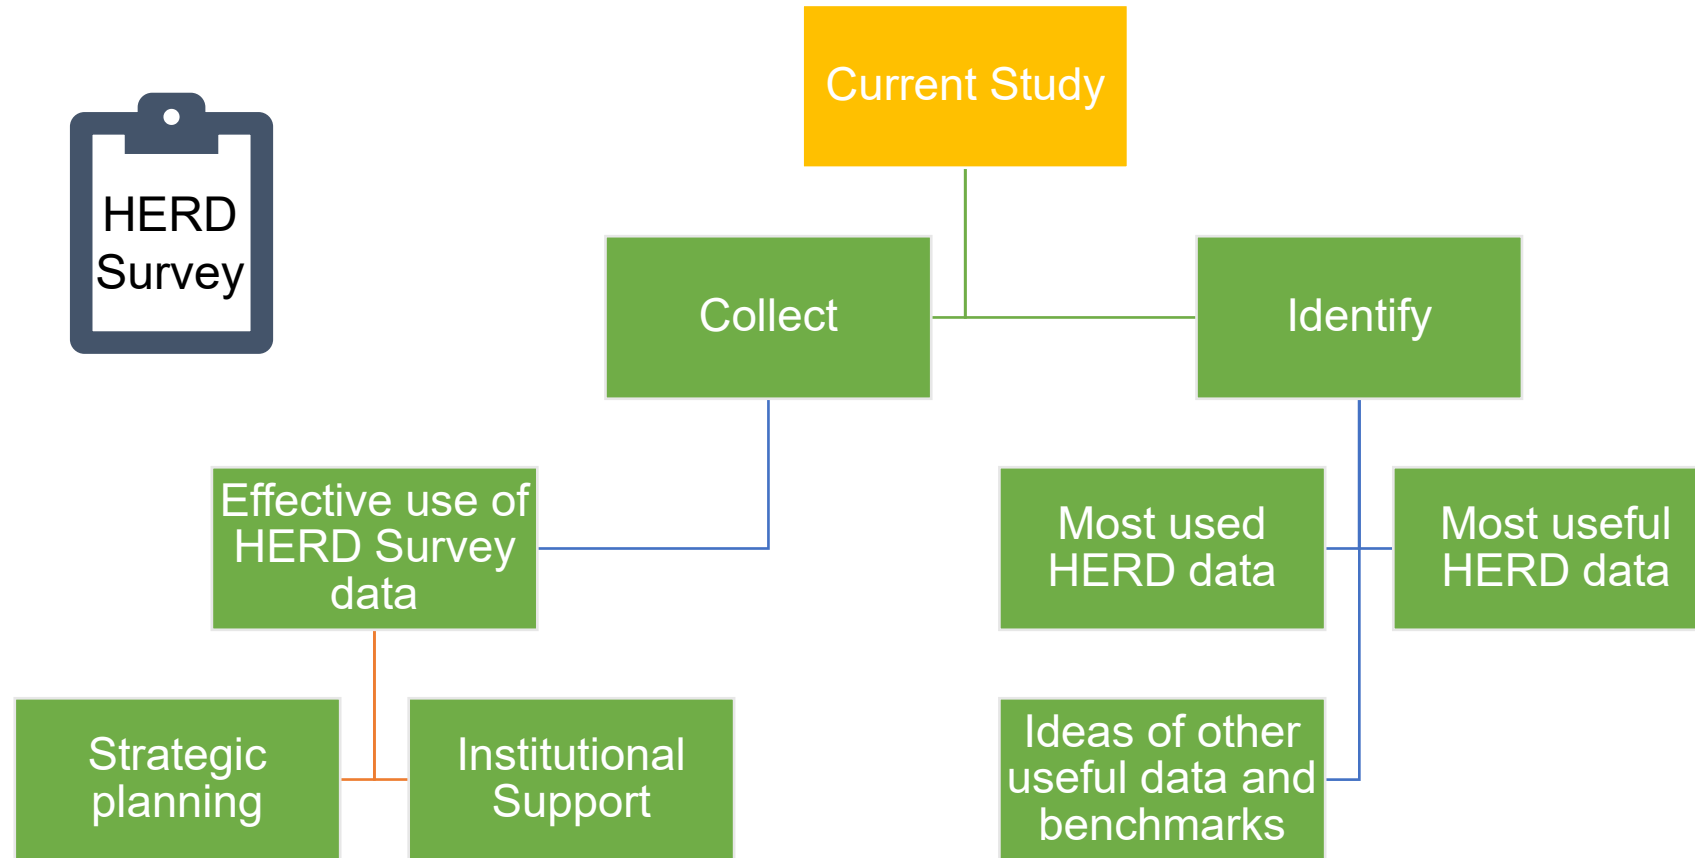 Current Study
HERD
Survey
Collect
Identify
Effective use of
HERD Survey
data
Most used
HERD data
Most useful
HERD data
Strategic
planning
Institutional
Support
Ideas of other
useful data and
benchmarks